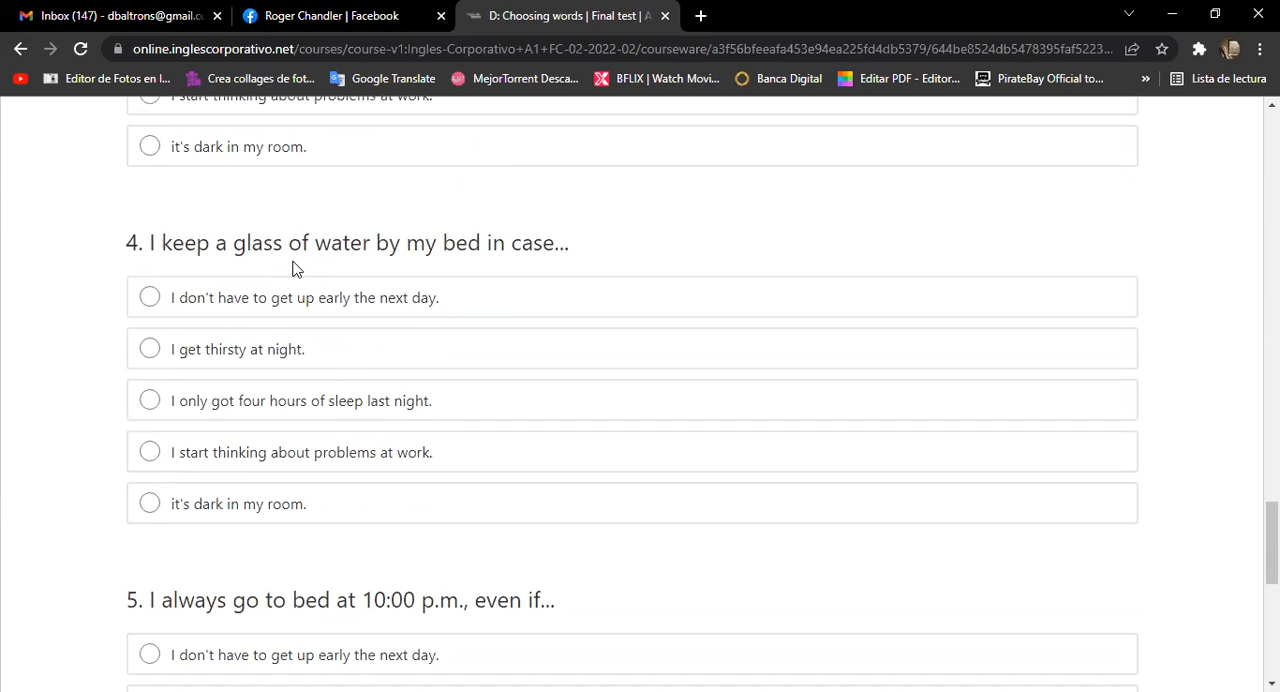 Inbox (147) - dbaltrons@gmail.c
Roger Chandler | Facebook
D: Choosing words | Final test | A
online.inglescorporativo.net/courses/course-v1:Ingles-Corporativo+A1+FC-02-2022-02/courseware/a3f56bfeeafa453e94ea225fd4db5379/644be8524db5478395faf5223...
Editor de Fotos en l...
Crea collages de fot...
Google Translate
MejorTorrent Desca...
BFLIX | Watch Movi...
Banca Digital
Editar PDF - Editor...
PirateBay Official to...
»
Lista de lectura
I start thinking about problems at work.
it's dark in my room.
4. I keep a glass of water by my bed in case...
I don't have to get up early the next day.
I get thirsty at night.
I only got four hours of sleep last night.
I start thinking about problems at work.
it's dark in my room.
5. I always go to bed at 10:00 p.m., even if...
I don't have to get up early the next day.